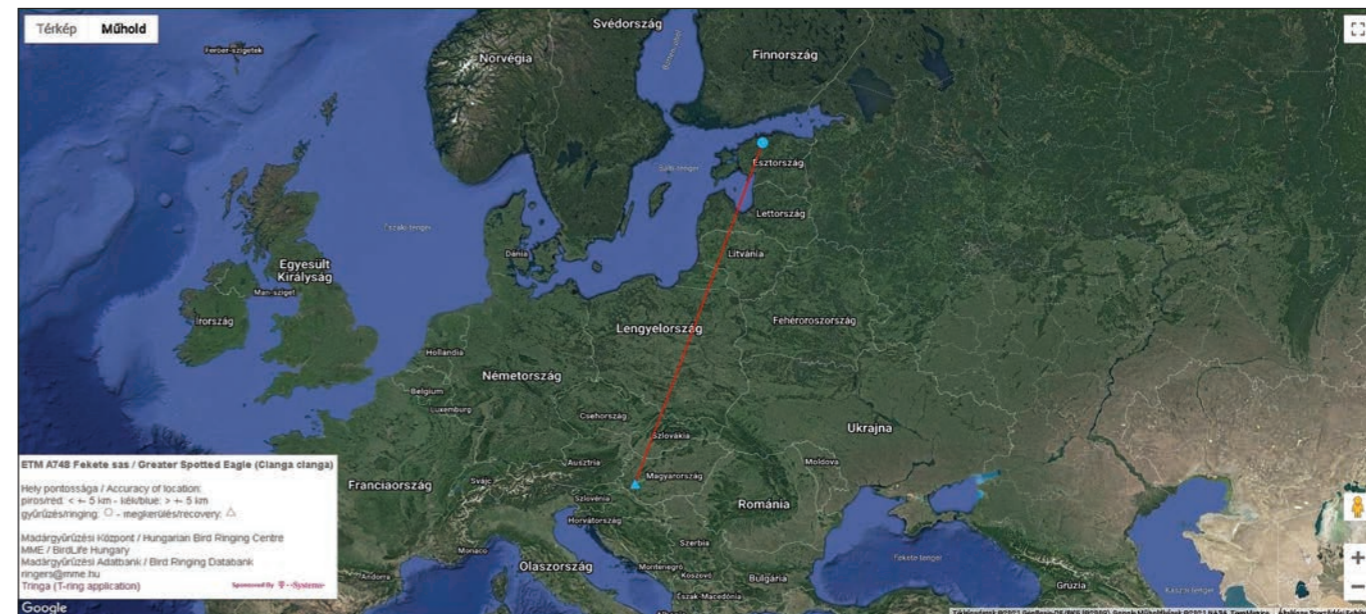 Térkép
Műhold
Svédország
Feröer-szigetek
Norvégia
Finnország
Észtország
Balti-tenger
Lettország
Északi-tenger
Dánia
Litvánia
Egyesült
Királyság
Man-sziget
Írország
Lengyelország
Fehéroroszország
Hollandia
Németország
Belgium
Luxemburg
Csehország
Ukrajna
Szlovákia
Ausztria
Moldova
Magyarország
Franciaország
Svájc
Szlovénia
Románia
Horvátország
Szerbia
Monaco
Fekete-tenger
Olaszország
Montenegró
Koszovó
Bulgária
Andorra
Grúzia
Kaszpi-tenger
Észak-Macedónia
ETM A748 Fekete sas / Greater Spotted Eagle (Clanga clanga)
Hely pontossága / Accuracy of location:
piros/red: < +- 5 km - kék/blue: > +- 5 km
gyűrűzés/ringing: ○ - megkerülés/recovery: △
Madárgyűrűzési Központ / Hungarian Bird Ringing Centre
MME / BirdLife Hungary
Madárgyűrűzési Adatbank / Bird Ringing Databank
ringers@mme.hu
Tringa (T-ring application)
Sponsored By T··Systems·
Google